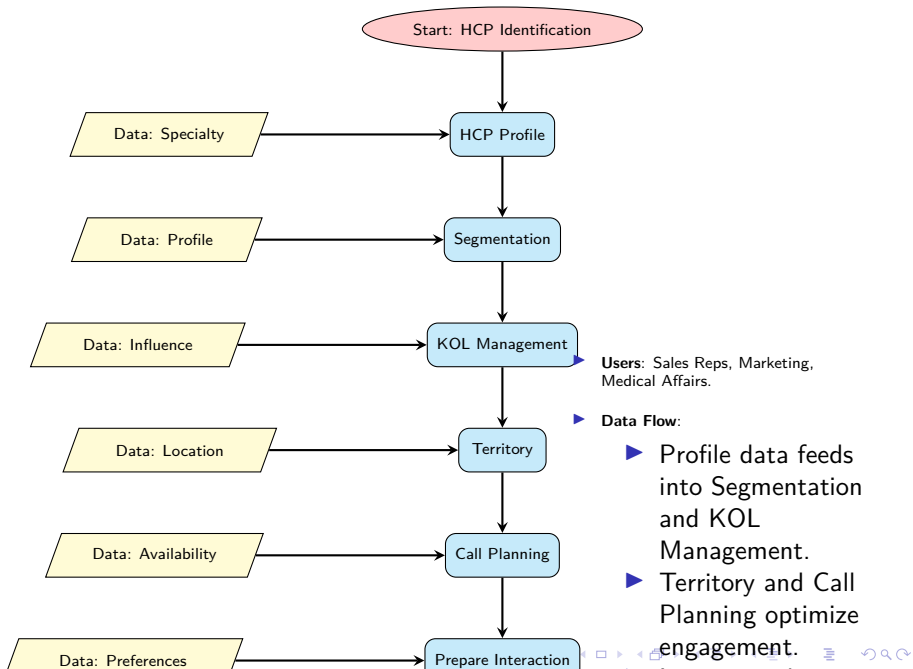 Start: HCP Identification
Data: Specialty
HCP Profile
Data: Profile
Segmentation
Data: Influence
KOL Management
Users: Sales Reps, Marketing,
Medical Affairs.
Data Flow:
Data: Location
Territory
Profile data feeds
into Segmentation
and KOL
Management.
Data: Availability
Call Planning
Territory and Call
Planning optimize
engagement.
Data: Preferences
Prepare Interaction